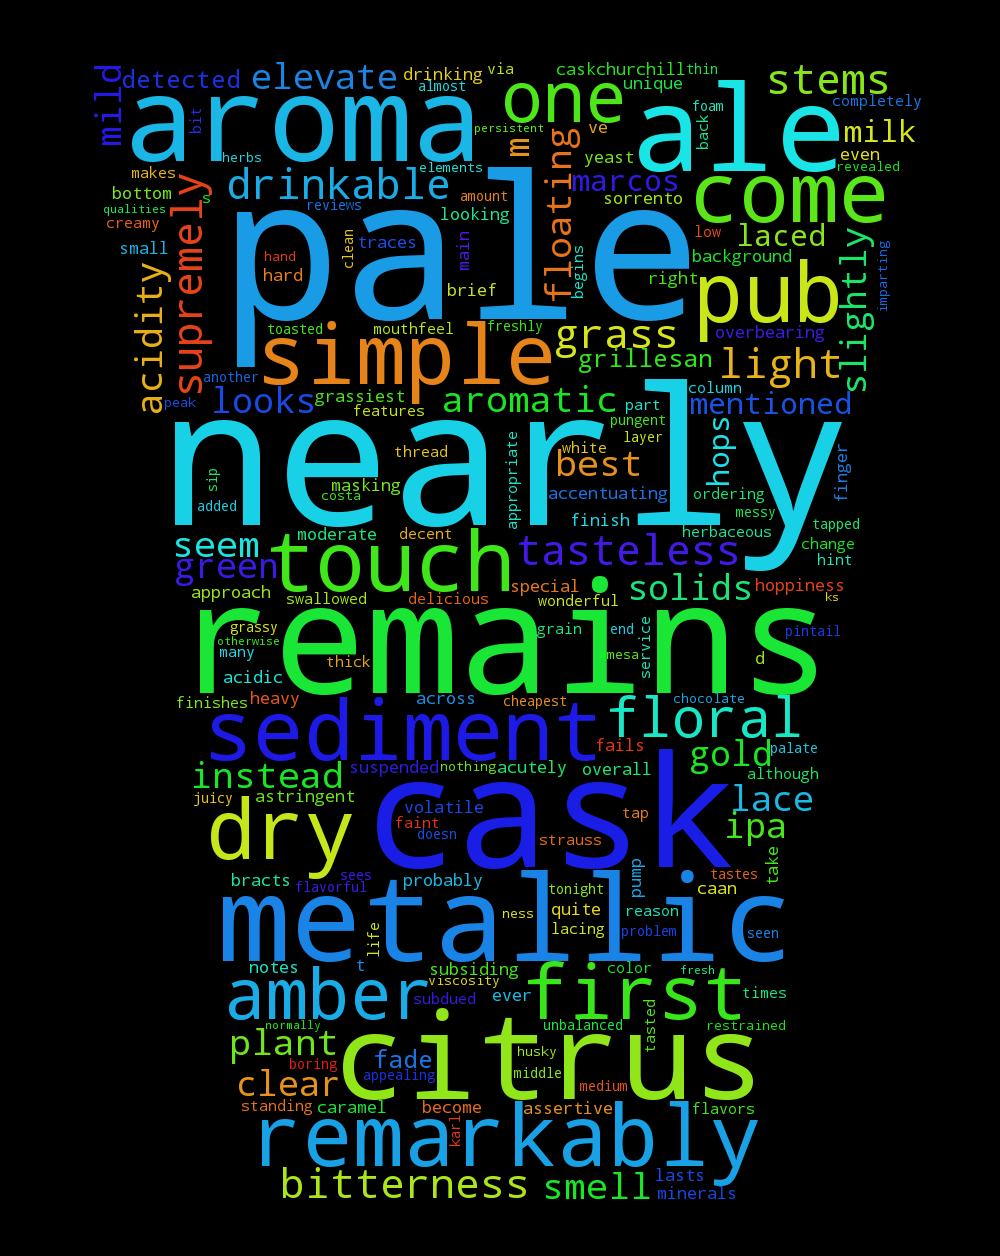 mild
detected
elevate
drinking
via
caskchurchill
thin
stems
almost
unique
completely
aroma
bit
one
foam
back
ale
milk
persistent
m
ve
even
herbs
yeast
revealed
makes
elements
floating
marcos
bottom
s
drinkable
amount
sorrento
come
qualities
reviews
looking
creamy
supremely
pale
low
laced
small
clean
traces
main
begins
background
slightly
imparting
hand
hard
brief
right
pub
acidity
toasted
mouthfeel
freshly
grass
overbearing
simple
grillesan
light
another
peak
looks
grassiest
features
aromatic
part
column
mentioned
pungent
nearly
thread
white
layer
hops
sip
masking
appropriate
best
finger
costa
accentuating
ordering
added
finish
messy
herbaceous
tapped
moderate
decent
change
seem
touch
tasteless
hint
green
approach
special
solids
hoppiness
swallowed
delicious
wonderful
ks
remains
grassy
grain
end
service
pintail
otherwise
many
thick
mesa
d
acidic
finishes
heavy
across
cheapest
chocolate
sediment
floral
fails
gold
palate
instead
suspended
nothing
acutely
overall
although
juicy
astringent
cask
lace
volatile
faint
doesn
strauss
tap
ipa
dry
take
bracts
sees
flavorful
probably
tonight
pump
tastes
caan
metallic
life
ness
quite
reason
lacing
problem
seen
notes
t
subsiding
color
fresh
viscosity
amber
subdued
ever
first
times
normally
unbalanced
tasted
restrained
plant
citrus
boring
fade
husky
appealing
middle
clear
medium
standing
caramel
become
assertive
flavors
karl
remarkably
bitterness
smell
lasts
minerals